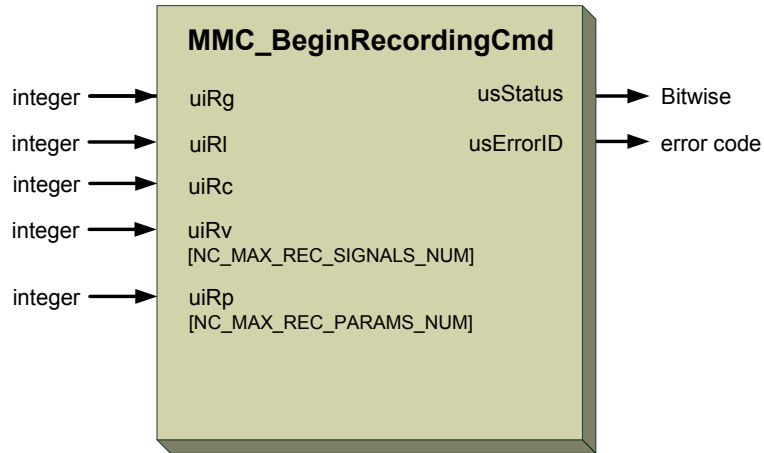 MMC_BeginRecordingCmd
integer uiRg usStatus Bitwise
integer uiRl usErrorID error code
integer uiRc
integer uiRv
[NC_MAX_REC_SIGNALS_NUM]
integer uiRp
[NC_MAX_REC_PARAMS_NUM]